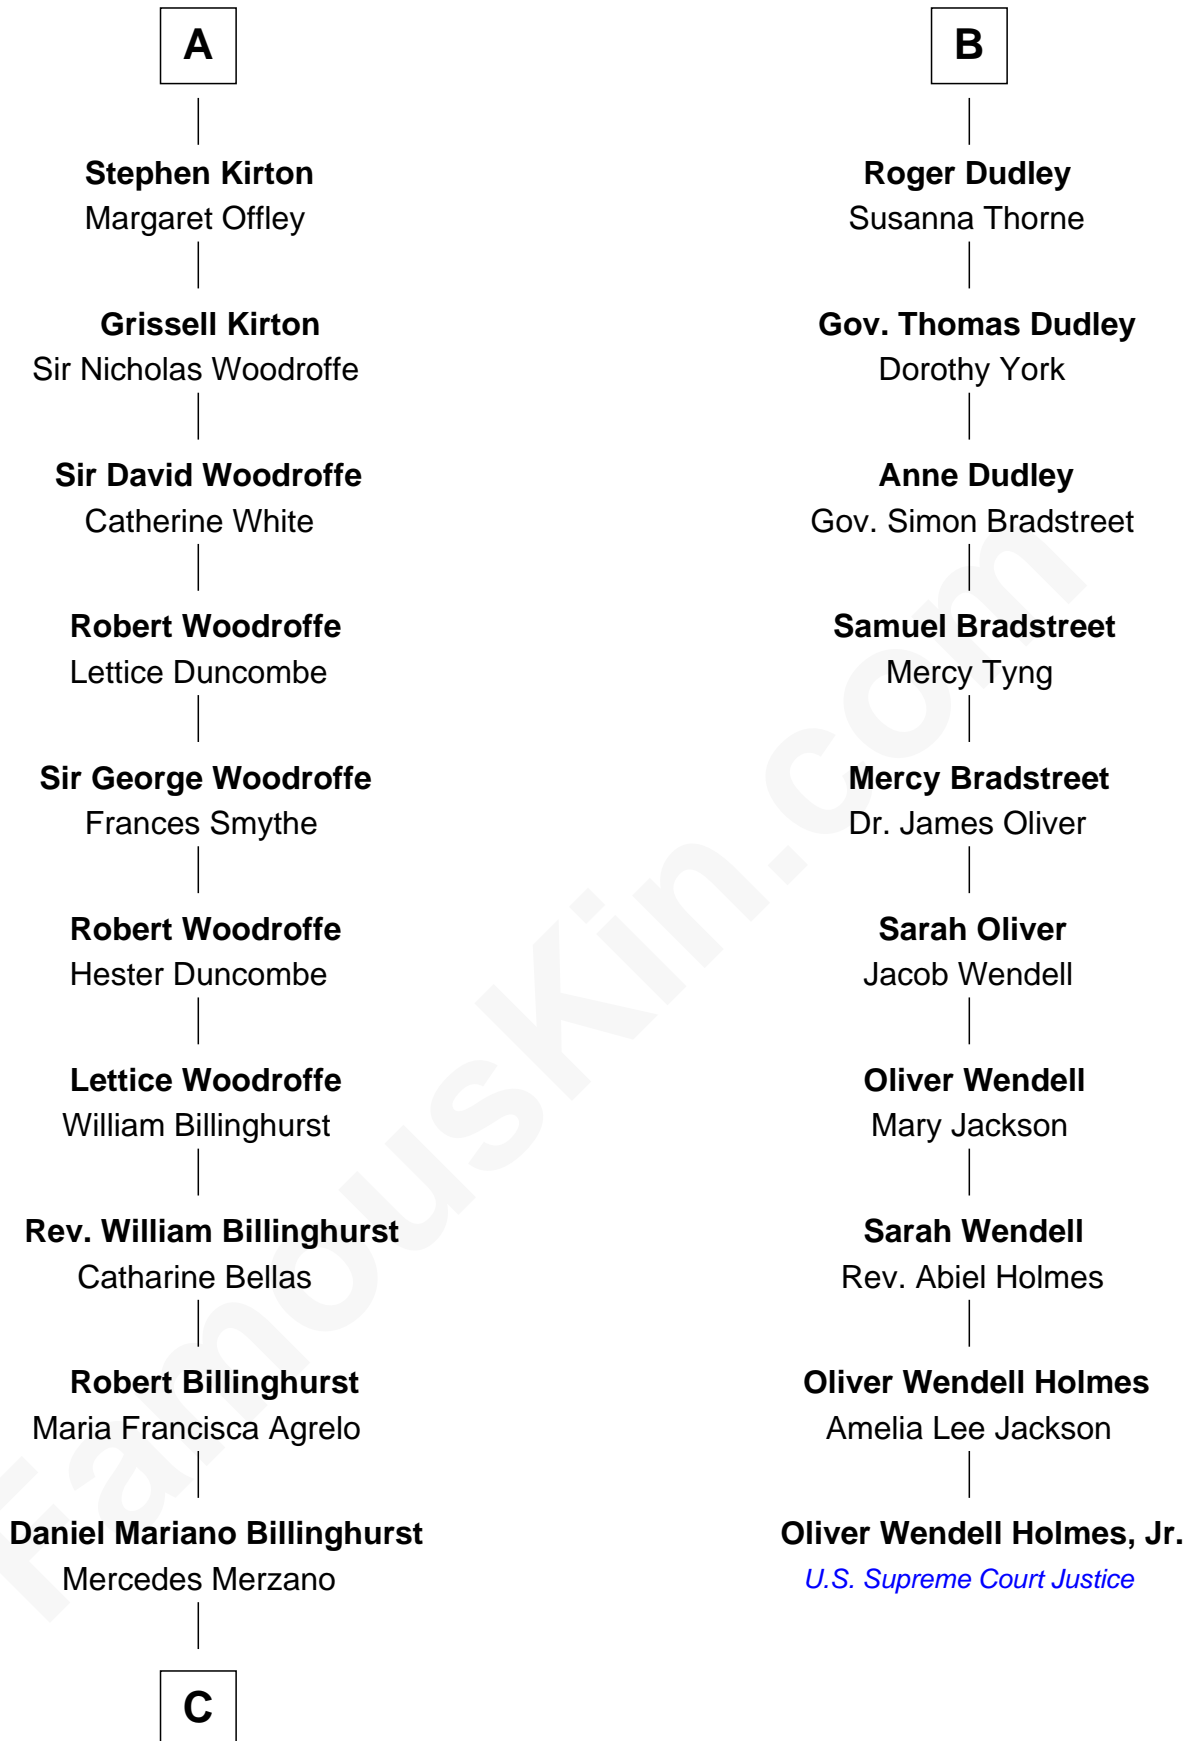 A
Stephen Kirton
Margaret Offley
Grissell Kirton
Sir Nicholas Woodroffe
Sir David Woodroffe
Catherine White
Robert Woodroffe
Lettice Duncombe
Sir George Woodroffe
Frances Smythe
Robert Woodroffe
Hester Duncombe
Lettice Woodroffe
William Billinghurst
Rev. William Billinghurst
Catharine Bellas
Robert Billinghurst
Maria Francisca Agrelo
Daniel Mariano Billinghurst
Mercedes Merzano
C
B
Roger Dudley
Susanna Thorne
Gov. Thomas Dudley
Dorothy York
Anne Dudley
Gov. Simon Bradstreet
Samuel Bradstreet
Mercy Tyng
Mercy Bradstreet
Dr. James Oliver
Sarah Oliver
Jacob Wendell
Oliver Wendell
Mary Jackson
Sarah Wendell
Rev. Abiel Holmes
Oliver Wendell Holmes
Amelia Lee Jackson
Oliver Wendell Holmes, Jr.
U.S. Supreme Court Justice
FamousKin.com